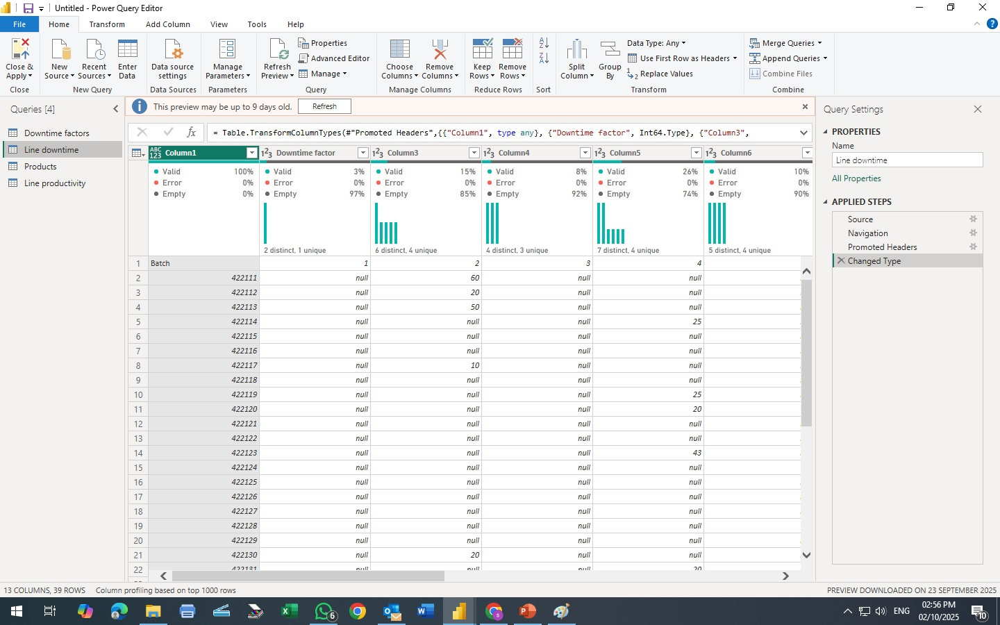 Untitled - Power Query Editor
File Home Transform Add Column View Tools Help
Close & Apply
Close
New Source
Recent Sources
Enter Data
New Query
Data source settings
Data Sources
Manage Parameters
Parameters
Refresh Preview
Properties
Advanced Editor
Manage
Query
Choose Columns
Remove Columns
Manage Columns
Keep Rows
Remove Rows
Reduce Rows
A
Z
Z
A
Sort
Split Column
Group By
Data Type: Any
Use First Row as Headers
1
2 Replace Values
Transform
Merge Queries
Append Queries
Combine Files
Combine
Queries [4]
Downtime factors
Line downtime
Products
Line productivity
This preview may be up to 9 days old. Refresh
fx = Table.TransformColumnTypes(#"Promoted Headers",{{"Column1", type any}, {"Downtime factor", Int64.Type}, {"Column3",
ABC 123 Column1 123 Downtime factor 123 Column3 123 Column4 123 Column5 123 Column6
Valid 100% Valid 3% Valid 15% Valid 8% Valid 26% Valid 10%
Error 0% Error 0% Error 0% Error 0% Error 0% Error 0%
Empty 0% Empty 97% Empty 85% Empty 92% Empty 74% Empty 90%
2 distinct, 1 unique 6 distinct, 4 unique 4 distinct, 3 unique 7 distinct, 4 unique 5 distinct, 4 unique
1 Batch 1 2 3 4
2 422111 null 60 null null
3 422112 null 20 null null
4 422113 null 50 null null
5 422114 null null null 25
6 422115 null null null null
7 422116 null null null null
8 422117 null 10 null null
9 422118 null null null null
10 422119 null null null 25
11 422120 null null null 20
12 422121 null null null null
13 422122 null null null null
14 422123 null null null 43
15 422124 null null null null
16 422125 null null null null
17 422126 null null null null
18 422127 null null null null
19 422128 null null null null
20 422129 null null null null
21 422130 null 20 null null
22 422131 null null null 20
Query Settings
PROPERTIES
Name
Line downtime
All Properties
APPLIED STEPS
Source
Navigation
Promoted Headers
Changed Type
13 COLUMNS, 39 ROWS Column profiling based on top 1000 rows PREVIEW DOWNLOADED ON 23 SEPTEMBER 2025
6
ENG
02:56 PM
02/10/2025
10